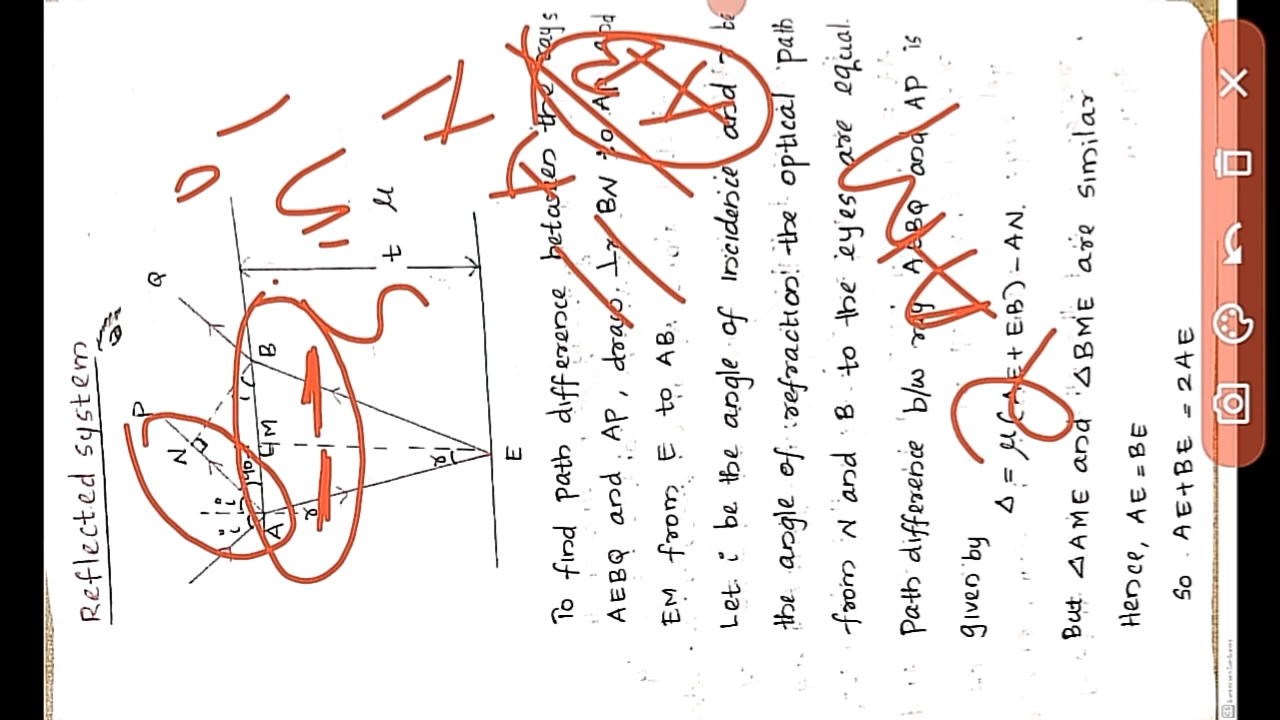 Reflected system
P
Q
N
i
i
A
M
B
r
r
t
μ
E
To find path difference between the rays
AEBQ and AP, draw ⊥r BN to AP and
EM from E to AB.
Let i be the angle of incidence and r be
the angle of refraction. the optical path
from N and B to the eyes are equal.
Path difference b/w ray AEBQ and AP is
given by
Δ = μ(AE + EB) - AN.
But △AME and △BME are similar
Hence, AE = BE
So AE+BE = 2AE